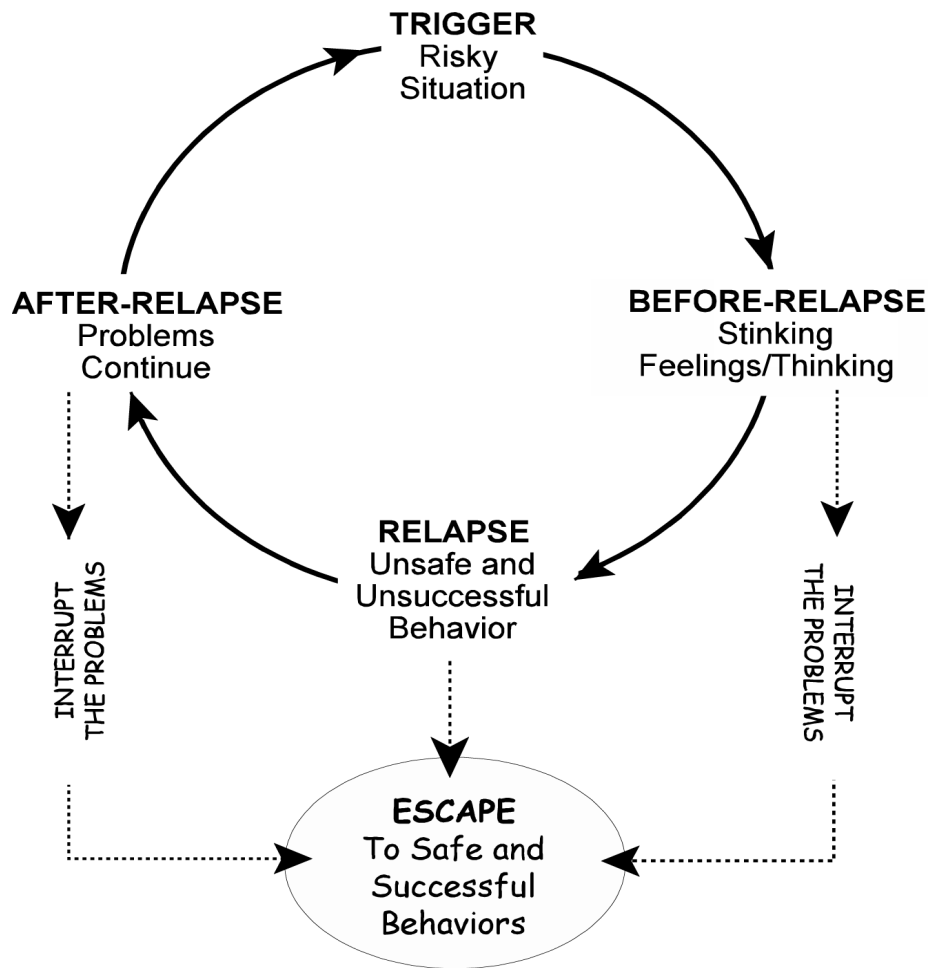 TRIGGER
Risky
Situation
AFTER-RELAPSE
Problems
Continue
BEFORE-RELAPSE
Stinking
Feelings/Thinking
RELAPSE
Unsafe and
Unsuccessful
Behavior
INTERRUPT
THE PROBLEMS
INTERRUPT
THE PROBLEMS
ESCAPE
To Safe and
Successful
Behaviors